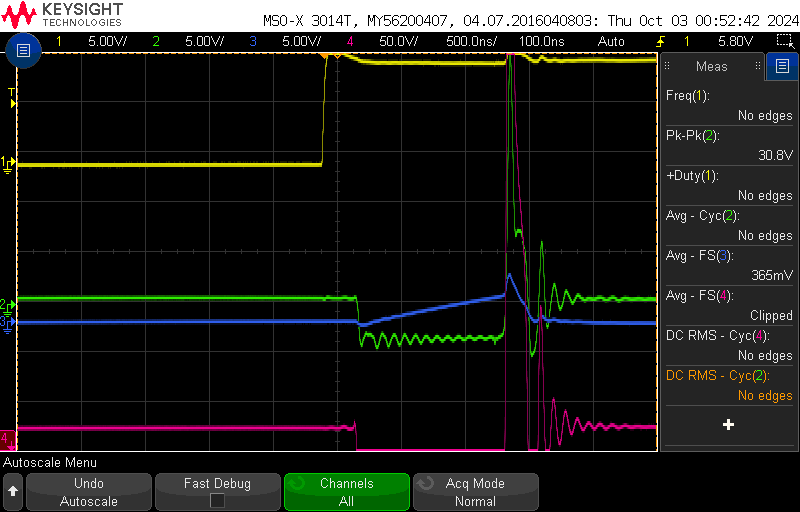 KEYSIGHT
TECHNOLOGIES
MSO-X 3014T, MY56200407, 04.07.2016040803: Thu Oct 03 00:52:42 2024
1 5.00V/ 2 5.00V/ 3 5.00V/ 4 50.0V/ 500.0ns/ 100.0ns Auto 1 5.80V
T
1
2
3
4
Meas
Freq(1):
No edges
Pk-Pk(2):
30.8V
+Duty(1):
No edges
Avg - Cyc(2):
No edges
Avg - FS(3):
365mV
Avg - FS(4):
Clipped
DC RMS - Cyc(4):
No edges
DC RMS - Cyc(2):
No edges
Autoscale Menu
Undo
Autoscale
Fast Debug
Channels
All
Acq Mode
Normal